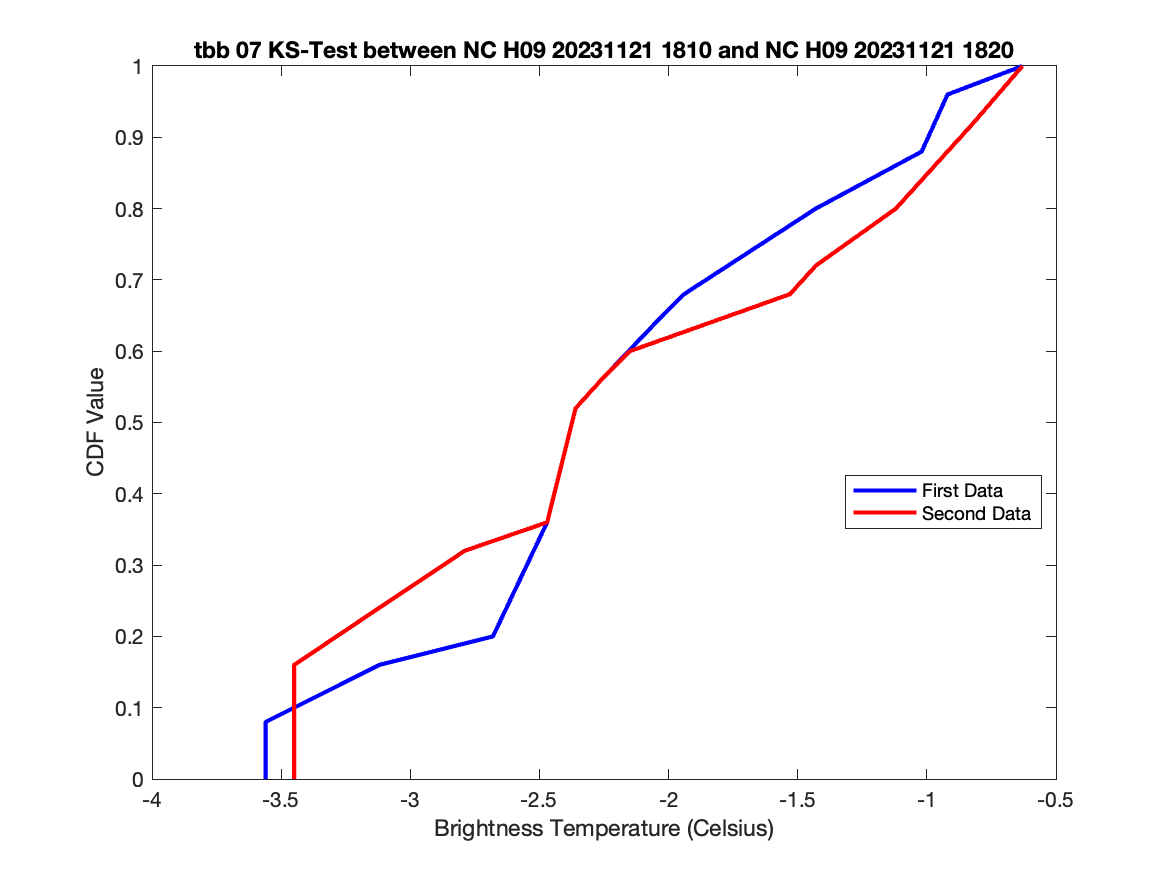 tbb 07 KS-Test between NC H09 20231121 1810 and NC H09 20231121 1820
1
0.9
0.8
0.7
0.6
0.5
0.4
0.3
0.2
0.1
0
CDF Value
First Data
Second Data
-4 -3.5 -3 -2.5 -2 -1.5 -1 -0.5
Brightness Temperature (Celsius)